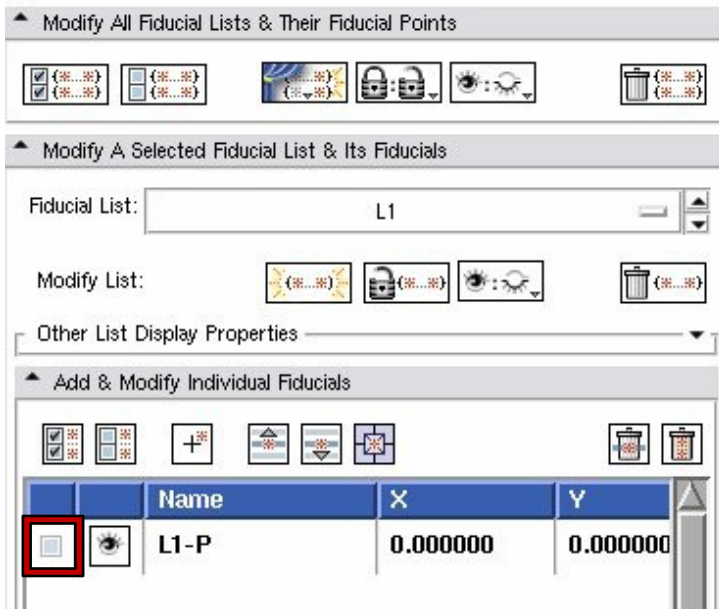 Modify All Fiducial Lists & Their Fiducial Points
Modify A Selected Fiducial List & Its Fiducials
Fiducial List: L1
Modify List:
Other List Display Properties
Add & Modify Individual Fiducials
Name X Y
L1-P 0.000000 0.000000